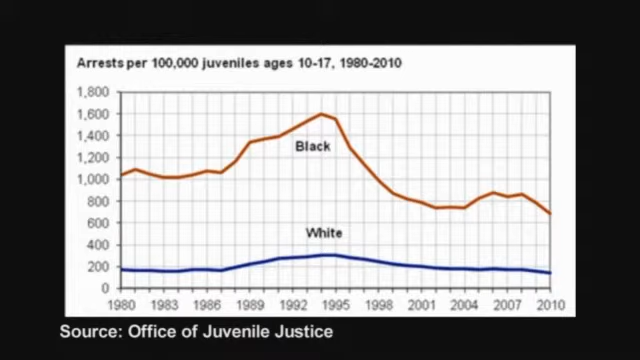 Arrests per 100,000 juveniles ages 10-17, 1980-2010
1,800
1,600
1,400
1,200
1,000
800
600
400
200
0
Black
White
1980 1983 1986 1989 1992 1995 1998 2001 2004 2007 2010
Source: Office of Juvenile Justice